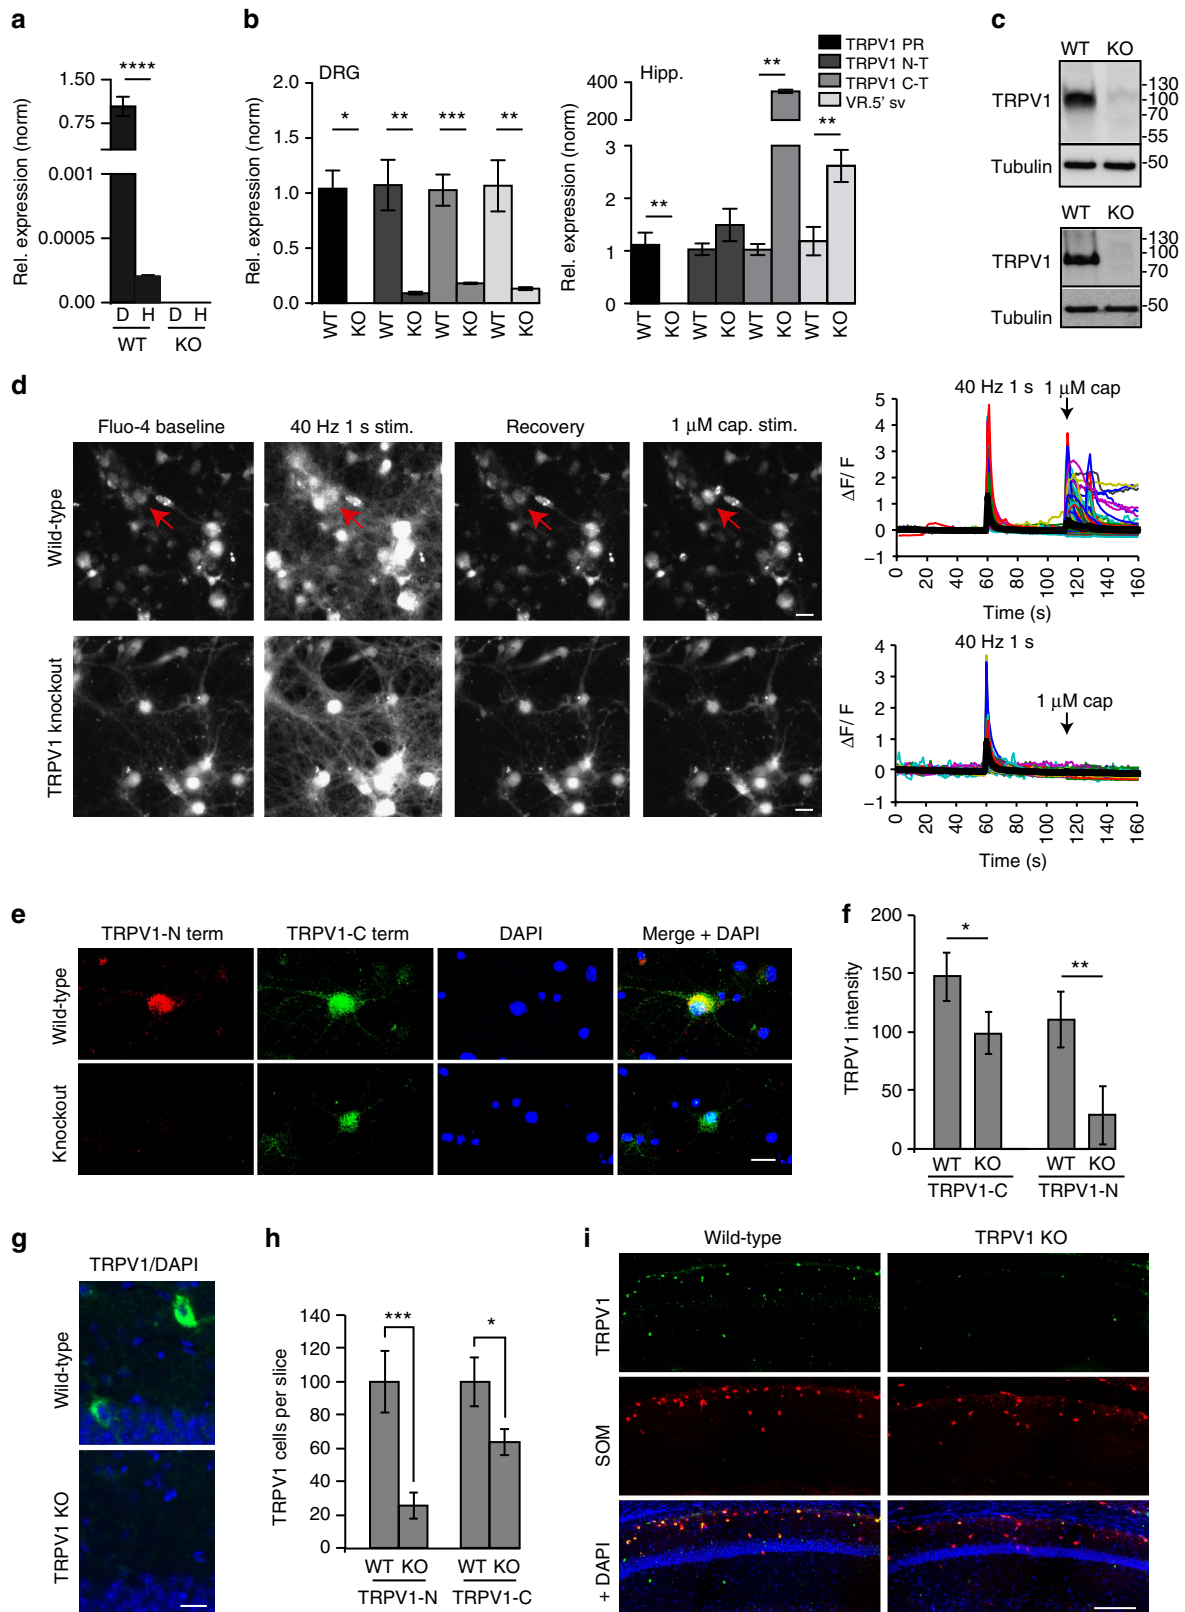 a
****
1.50
0.75
0.001
0.0005
0.00
Rel. expression (norm)
D H D H
WT KO
b
DRG
2.0
1.5
1.0
0.5
0.0
Rel. expression (norm)
* ** *** **
WT KO WT KO WT KO WT KO
Hipp.
400
200
3
2
1
0
Rel. expression (norm)
** ** **
WT KO WT KO WT KO WT KO
TRPV1 PR
TRPV1 N-T
TRPV1 C-T
VR.5' sv
c
WT KO
TRPV1
-130
-100
-70
-55
Tubulin
-50
WT KO
TRPV1
-130
-100
-70
Tubulin
-50
d
Fluo-4 baseline 40 Hz 1 s stim. Recovery 1 μM cap. stim.
Wild-type
TRPV1 knockout
40 Hz 1 s 1 μM cap
5
4
3
2
1
0
−1
ΔF/ F
0 20 40 60 80 100 120 140 160
Time (s)
40 Hz 1 s
1 μM cap
4
3
2
1
0
−1
ΔF/ F
0 20 40 60 80 100 120 140 160
Time (s)
e
TRPV1-N term TRPV1-C term DAPI Merge + DAPI
Wild-type
Knockout
f
200
150
100
50
0
TRPV1 intensity
* **
WT KO WT KO
TRPV1-C TRPV1-N
g
TRPV1/DAPI
Wild-type
TRPV1 KO
h
140
120
100
80
60
40
20
0
TRPV1 cells per slice
*** *
WT KO WT KO
TRPV1-N TRPV1-C
i
Wild-type TRPV1 KO
TRPV1
SOM
+ DAPI